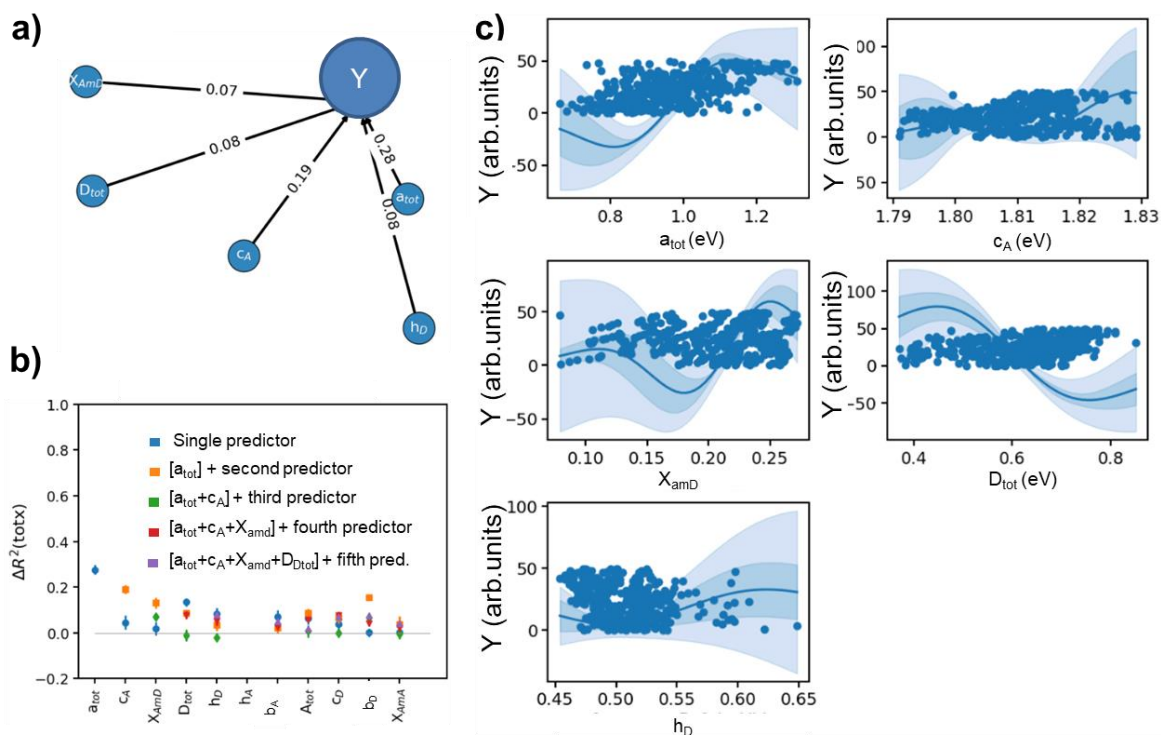 a)
X_AmD
0.07
Y
0.08
D_tot
0.19
0.28
a_tot
0.08
c_A
h_D
b)
1.0
0.8
0.6
0.4
0.2
0.0
−0.2
ΔR²(totx)
Single predictor
[a_tot] + second predictor
[a_tot+c_A] + third predictor
[a_tot+c_A+X_amd] + fourth predictor
[a_tot+c_A+X_amd+D_Dtot] + fifth pred.
a_tot c_A X_AmD D_tot h_D h_A b_A A_tot c_D b_D X_AmA
c)
Y (arb.units)
50
0
−50
0.8 1.0 1.2
a_tot (eV)
Y (arb.units)
00
50
0
50
1.79 1.80 1.81 1.82 1.83
c_A (eV)
Y (arb.units)
50
0
−50
0.10 0.15 0.20 0.25
X_amD
Y (arb.units)
100
50
0
−50
0.4 0.6 0.8
D_tot (eV)
Y (arb.units)
100
50
0
0.45 0.50 0.55 0.60 0.65
h_D